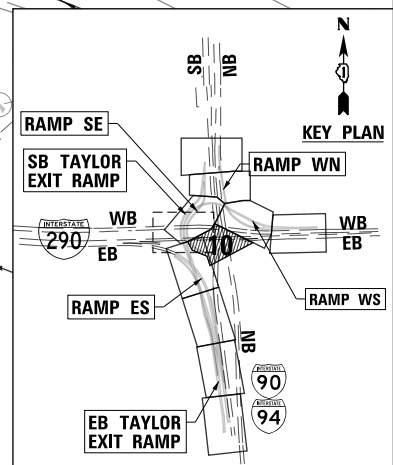 N
1
KEY PLAN
SB
NB
RAMP SE
SB TAYLOR
EXIT RAMP
RAMP WN
INTERSTATE
290
WB
EB
10
WB
EB
RAMP ES
RAMP WS
NB
INTERSTATE
90
INTERSTATE
94
EB TAYLOR
EXIT RAMP